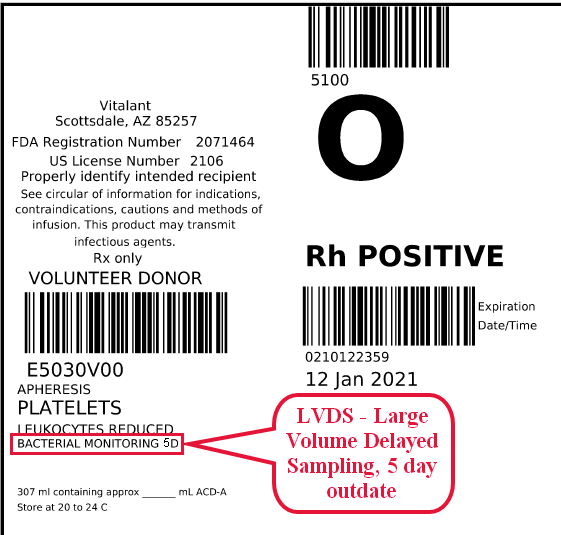 Vitalant
Scottsdale, AZ 85257
FDA Registration Number 2071464
US License Number 2106
Properly identify intended recipient
See circular of information for indications,
contraindications, cautions and methods of
infusion. This product may transmit
infectious agents.
Rx only
VOLUNTEER DONOR
E5030V00
APHERESIS
PLATELETS
LEUKOCYTES REDUCED
BACTERIAL MONITORING 5D
307 ml containing approx ______ mL ACD-A
Store at 20 to 24 C
5100
O
Rh POSITIVE
Expiration
Date/Time
0210122359
12 Jan 2021
LVDS - Large
Volume Delayed
Sampling, 5 day
outdate